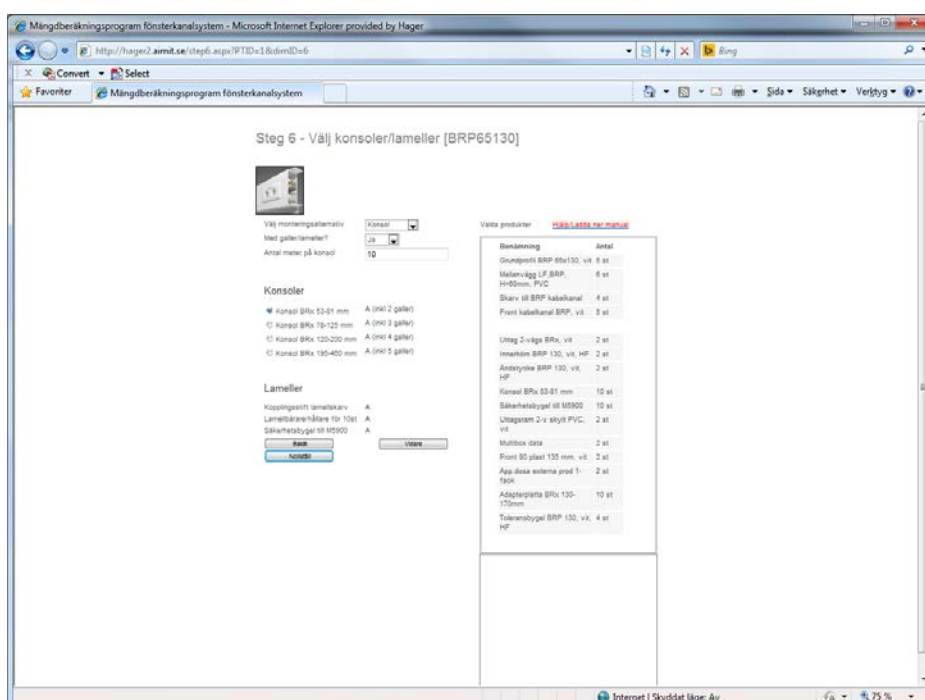 Mängdberäkningsprogram fönsterkanalsystem - Microsoft Internet Explorer provided by Hager
http://hager2.aimit.se/step6.aspx?PTID=1&dimID=6
Bing
x Convert Select
Favoriter Mängdberäkningsprogram fönsterkanalsystem Sida Säkerhet Verktyg
Steg 6 - Välj konsoler/lameller [BRP65130]
Välj monteringsalternativ Konsol
Med galler/lameller? Ja
Antal meter på konsol 10
Konsoler
Konsol BRx 53-81 mm A (inkl 2 galler)
Konsol BRx 78-125 mm A (inkl 3 galler)
Konsol BRx 120-200 mm A (inkl 4 galler)
Konsol BRx 195-450 mm A (inkl 5 galler)
Lameller
Kopplingsstift lamellskarv A
Lamellbärare/hållare för 10st A
Säkerhetsbygel till M5900 A
Bakåt Vidare
Nollställ
Valda produkter Hjälp/Ladda ner manual
Benämning Antal
Grundprofil BRP 65x130, vit 6 st
Mellanvägg LF,BRP, 6 st
H=60mm, PVC
Skarv till BRP kabelkanal 4 st
Front kabelkanal BRP, vit 5 st
Uttag 2-vägs BRx, vit 2 st
Innerhörn BRP 130, vit, HF 2 st
Ändstycke BRP 130, vit, 2 st
HF
Konsol BRx 53-81 mm 10 st
Säkerhetsbygel till M5900 10 st
Uttagsram 2-v skytt PVC, 2 st
vit
Multibox data 2 st
Front 90 plast 135 mm, vit 2 st
App.dosa externa prod 1- 2 st
fack
Adapterplatta BRx 130- 10 st
170mm
Toleransbygel BRP 130, vit, 4 st
HF
Internet | Skyddat läge: Av 75 %